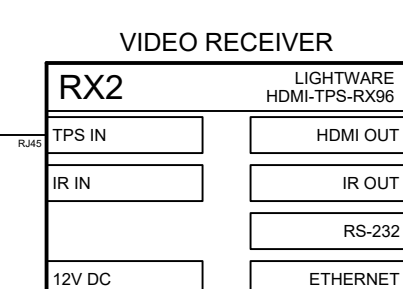 VIDEO RECEIVER
RX2
LIGHTWARE
HDMI-TPS-RX96
RJ45
TPS IN
HDMI OUT
IR IN
IR OUT
RS-232
12V DC
ETHERNET